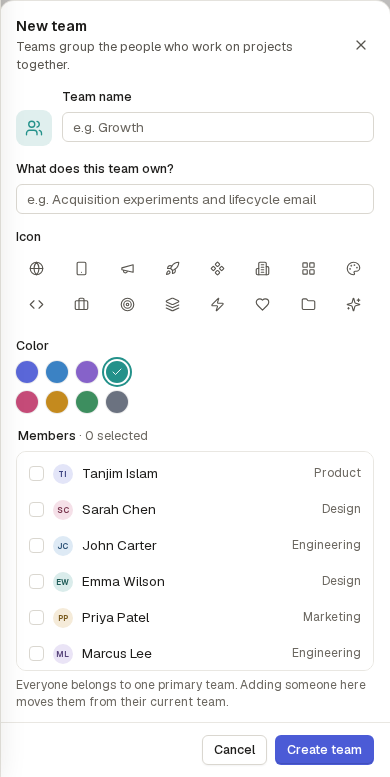 New team
Teams group the people who work on projects
together.
Team name
e.g. Growth
What does this team own?
e.g. Acquisition experiments and lifecycle email
Icon
Color
Members · 0 selected
TI Tanjim Islam Product
SC Sarah Chen Design
JC John Carter Engineering
EW Emma Wilson Design
PP Priya Patel Marketing
ML Marcus Lee Engineering
Everyone belongs to one primary team. Adding someone here
moves them from their current team.
Cancel Create team